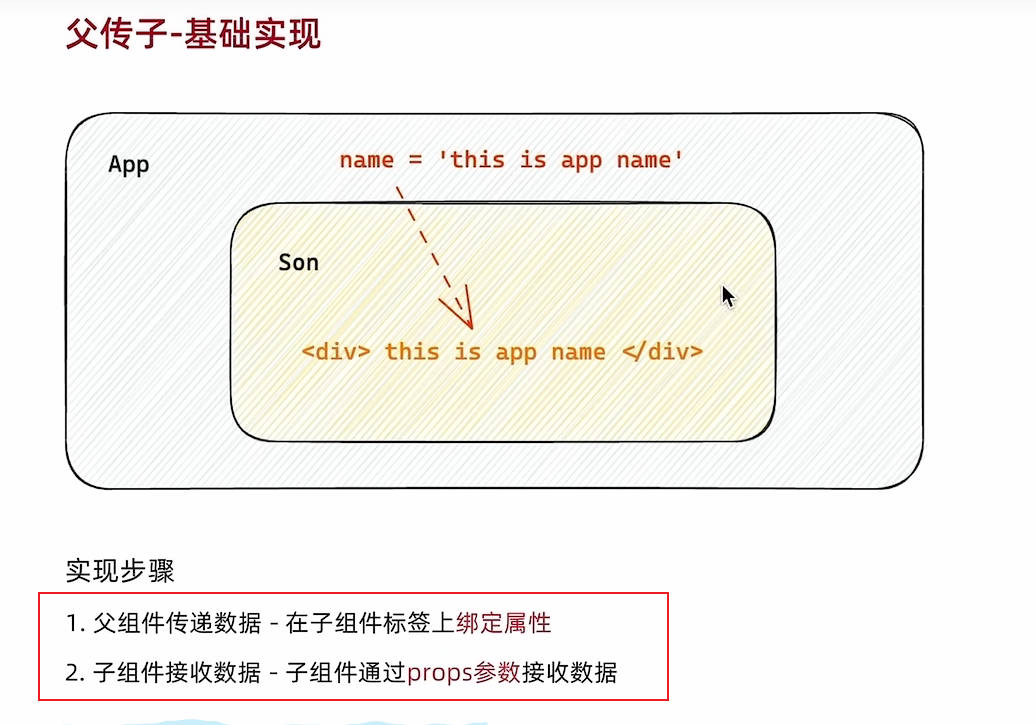 父传子-基础实现
App
name = 'this is app name'
Son
<div> this is app name </div>
实现步骤
1. 父组件传递数据 - 在子组件标签上绑定属性
2. 子组件接收数据 - 子组件通过props参数接收数据